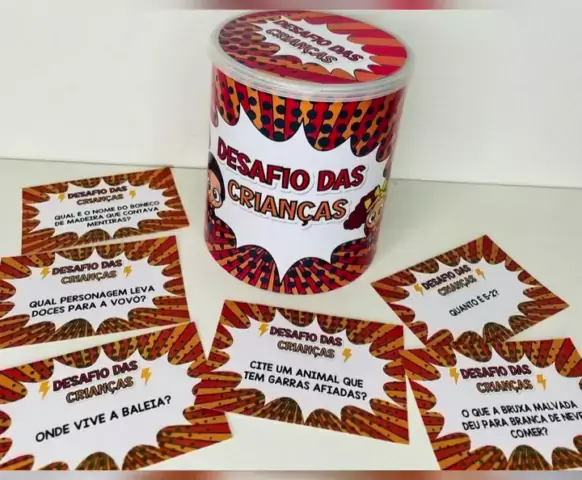 DESAFIO DAS
CRIANÇAS
DESAFIO DAS
CRIANÇAS
DESAFIO DAS
CRIANÇAS
QUAL E O NOME DO BONECO
DE MADEIRA QUE CONTAVA
MENTIRAS?
DESAFIO DAS
CRIANÇAS
QUAL PERSONAGEM LEVA
DOCES PARA A VOVÓ?
DESAFIO DAS
CRIANÇAS
ONDE VIVE A BALEIA?
DESAFIO DAS
CRIANÇAS
CITE UM ANIMAL QUE
TEM GARRAS AFIADAS?
DESAFIO DAS
CRIANÇAS
QUANTO E 5-2?
DESAFIO DAS
CRIANÇAS
O QUE A BRUXA MALVADA
DEU PARA BRANCA DE NEVE
COMER?